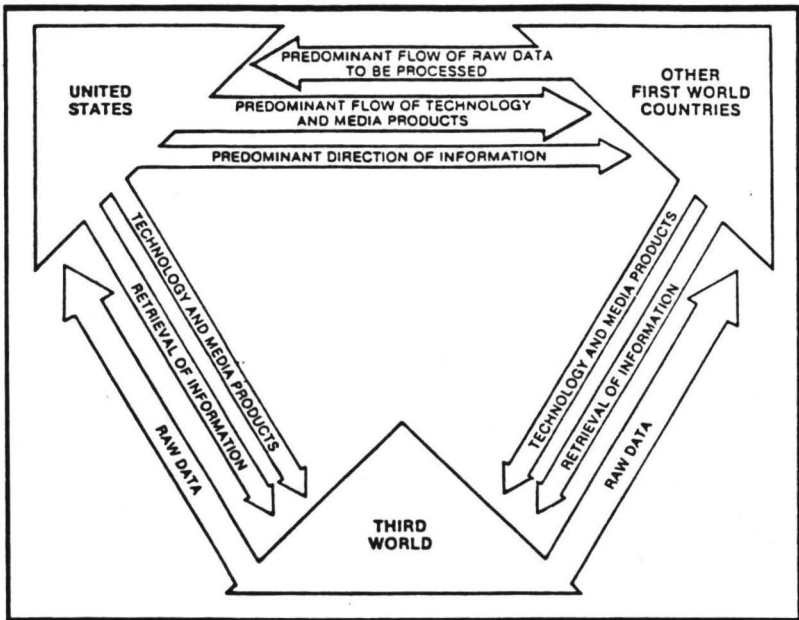 PREDOMINANT FLOW OF RAW DATA
TO BE PROCESSED
UNITED
STATES
OTHER
FIRST WORLD
COUNTRIES
PREDOMINANT FLOW OF TECHNOLOGY
AND MEDIA PRODUCTS
PREDOMINANT DIRECTION OF INFORMATION
TECHNOLOGY AND MEDIA PRODUCTS
RETRIEVAL OF INFORMATION
RAW DATA
TECHNOLOGY AND MEDIA PRODUCTS
RETRIEVAL OF INFORMATION
RAW DATA
THIRD
WORLD